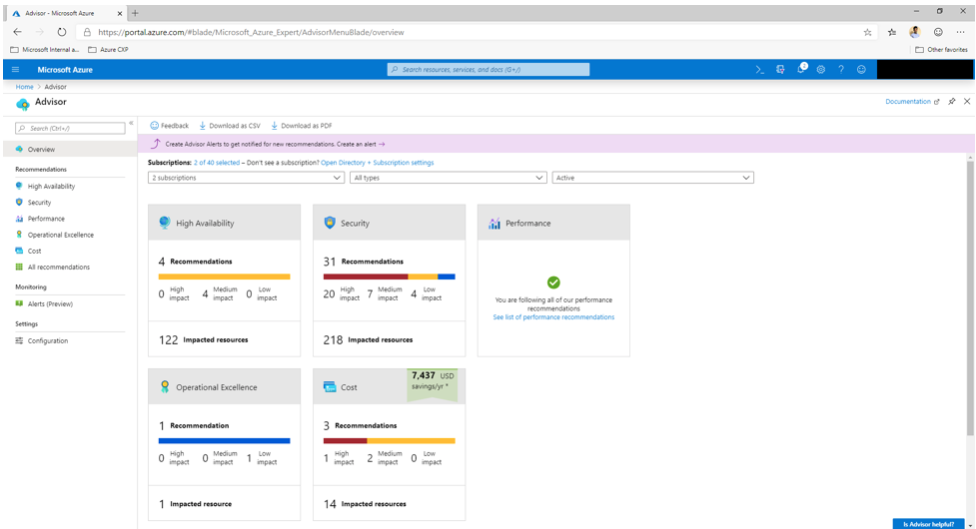 Advisor - Microsoft Azure
https://portal.azure.com/#blade/Microsoft_Azure_Expert/AdvisorMenuBlade/overview
Microsoft Internal a...
Azure CXP
Other favorites
Microsoft Azure
Search resources, services, and docs (G+/)
2
Home > Advisor
Advisor
Documentation
Search (Ctrl+/)
Overview
Recommendations
High Availability
Security
Performance
Operational Excellence
Cost
All recommendations
Monitoring
Alerts (Preview)
Settings
Configuration
Feedback
Download as CSV
Download as PDF
Create Advisor Alerts to get notified for new recommendations. Create an alert →
Subscriptions: 2 of 40 selected – Don't see a subscription? Open Directory + Subscription settings
2 subscriptions
All types
Active
High Availability
4 Recommendations
0 High impact 4 Medium impact 0 Low impact
122 Impacted resources
Security
31 Recommendations
20 High impact 7 Medium impact 4 Low impact
218 Impacted resources
Performance
You are following all of our performance
recommendations
See list of performance recommendations
Operational Excellence
1 Recommendation
0 High impact 0 Medium impact 1 Low impact
1 Impacted resource
Cost
7,437 USD
savings/yr *
3 Recommendations
1 High impact 2 Medium impact 0 Low impact
14 Impacted resources
Is Advisor helpful?